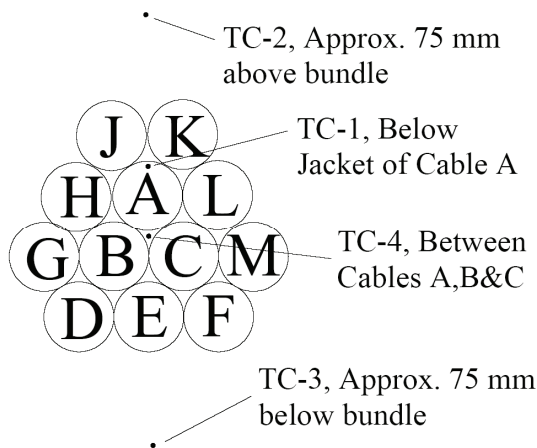 TC-2, Approx. 75 mm
above bundle
J K
TC-1, Below
Jacket of Cable A
H A L
TC-4, Between
Cables A,B&C
G B C M
D E F
TC-3, Approx. 75 mm
below bundle